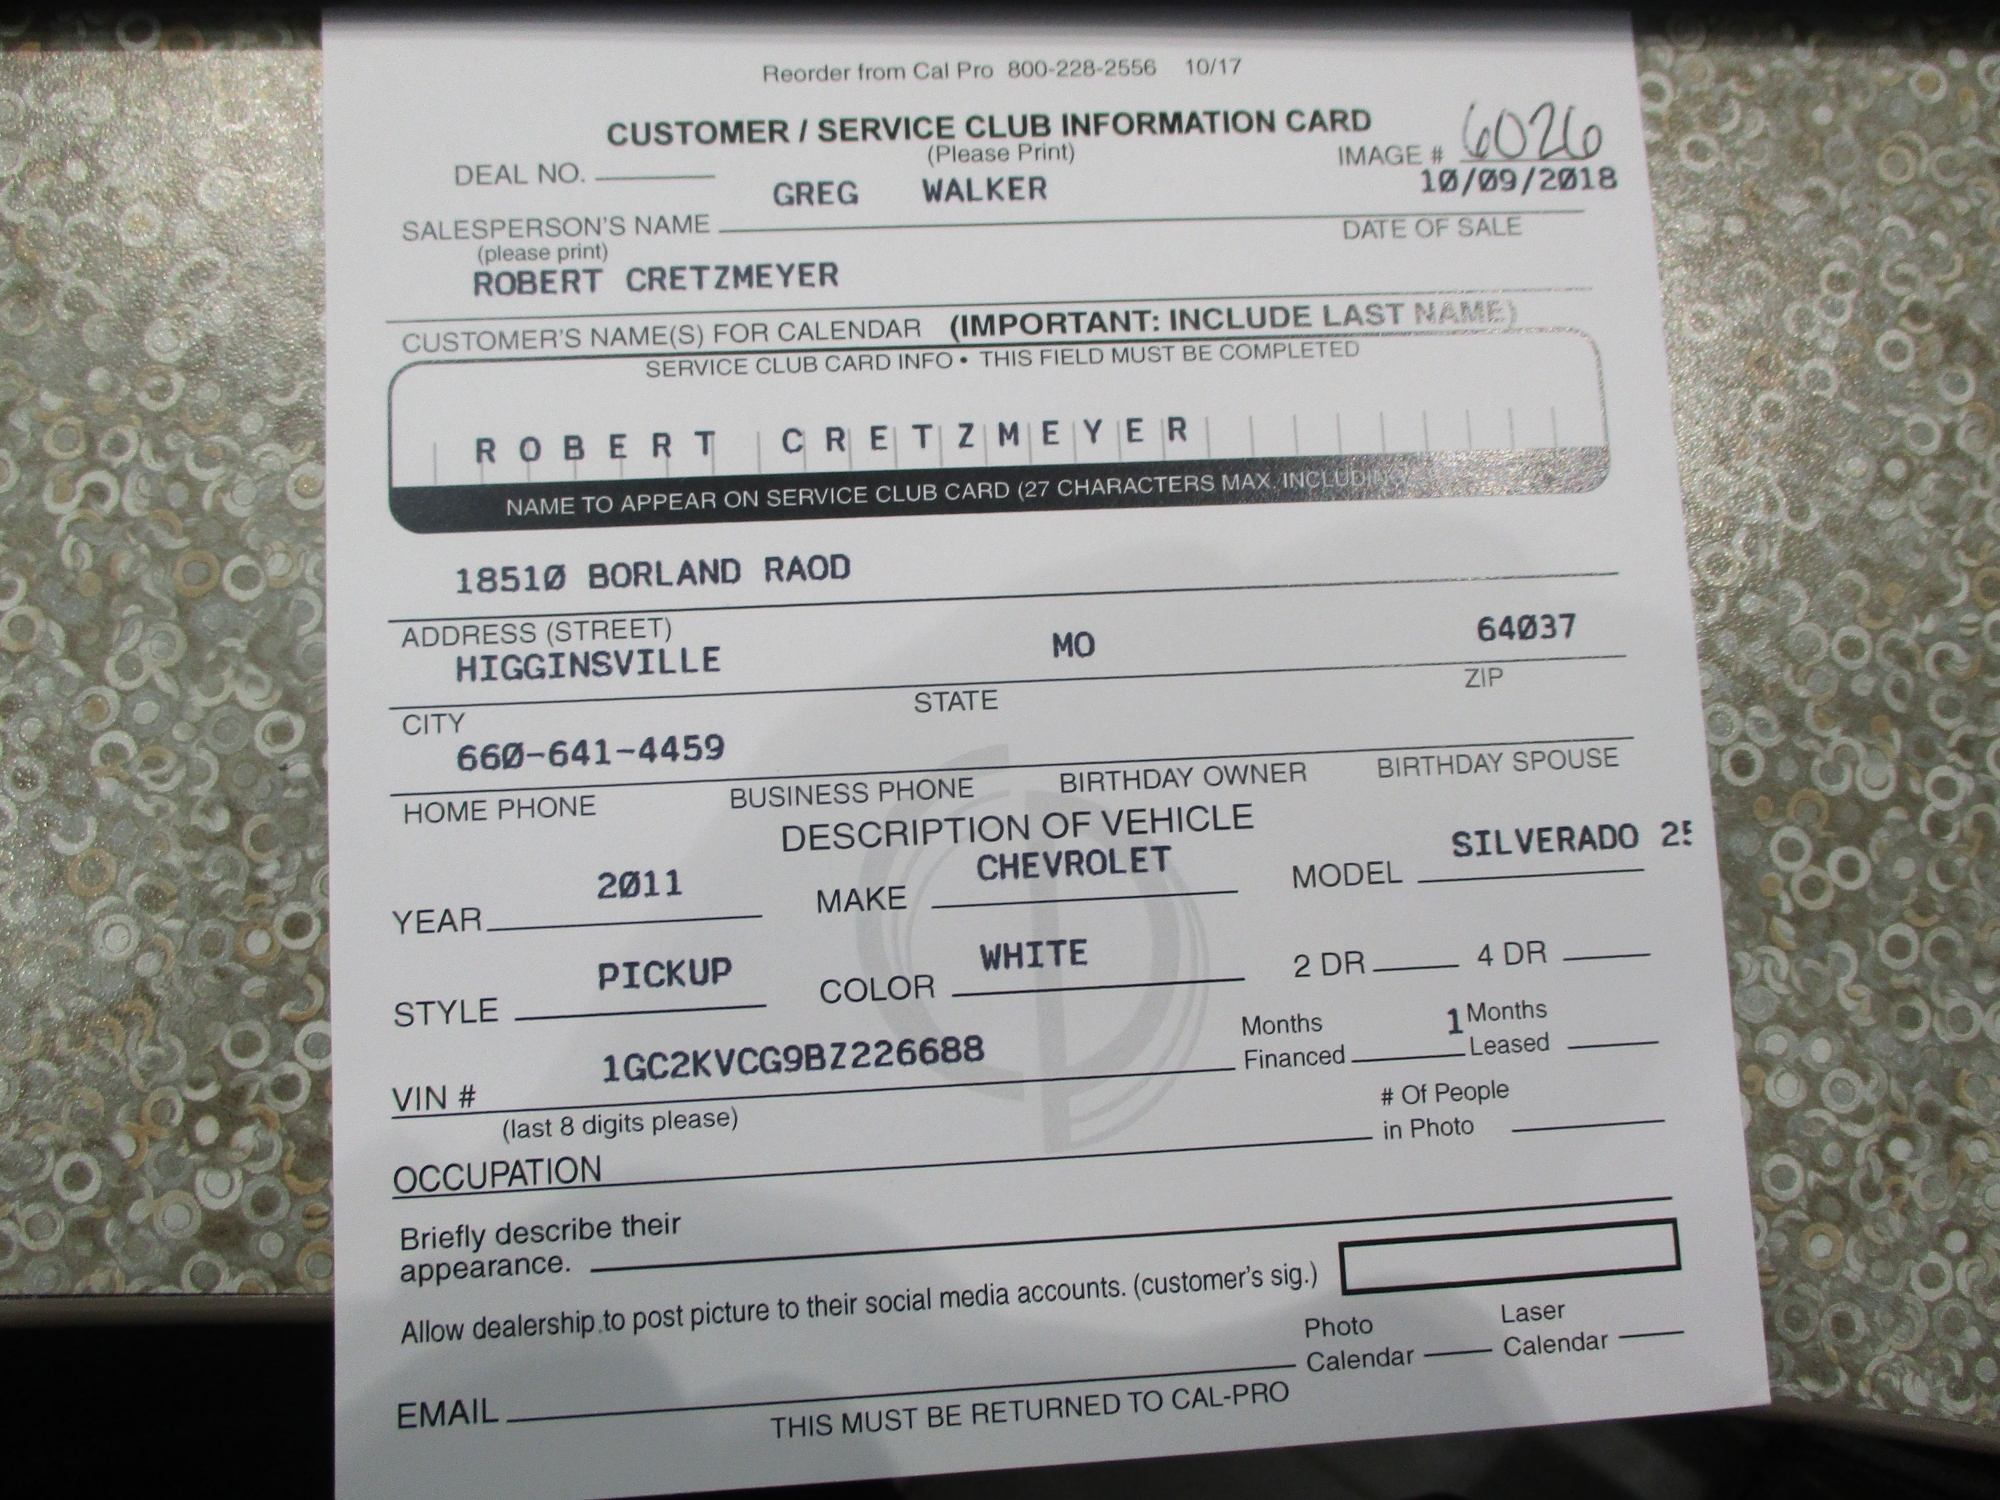 Reorder from Cal Pro 800-228-2556 10/17
CUSTOMER / SERVICE CLUB INFORMATION CARD
(Please Print)
DEAL NO. IMAGE # 6026
GREG WALKER 10/09/2018
SALESPERSON'S NAME DATE OF SALE
(please print)
ROBERT CRETZMEYER
CUSTOMER'S NAME(S) FOR CALENDAR (IMPORTANT: INCLUDE LAST NAME)
SERVICE CLUB CARD INFO • THIS FIELD MUST BE COMPLETED
ROBERT CRETZMEYER
NAME TO APPEAR ON SERVICE CLUB CARD (27 CHARACTERS MAX. INCLUDING
18510 BORLAND RAOD
ADDRESS (STREET)
HIGGINSVILLE MO 64037
CITY STATE ZIP
660-641-4459
HOME PHONE BUSINESS PHONE BIRTHDAY OWNER BIRTHDAY SPOUSE
DESCRIPTION OF VEHICLE
YEAR 2011 MAKE CHEVROLET MODEL SILVERADO 25
STYLE PICKUP COLOR WHITE 2 DR 4 DR
VIN # 1GC2KVCG9BZ226688 Months Financed 1 Months Leased
(last 8 digits please)
OCCUPATION # Of People in Photo
Briefly describe their
appearance.
Allow dealership to post picture to their social media accounts. (customer's sig.)
EMAIL Photo Calendar Laser Calendar
THIS MUST BE RETURNED TO CAL-PRO